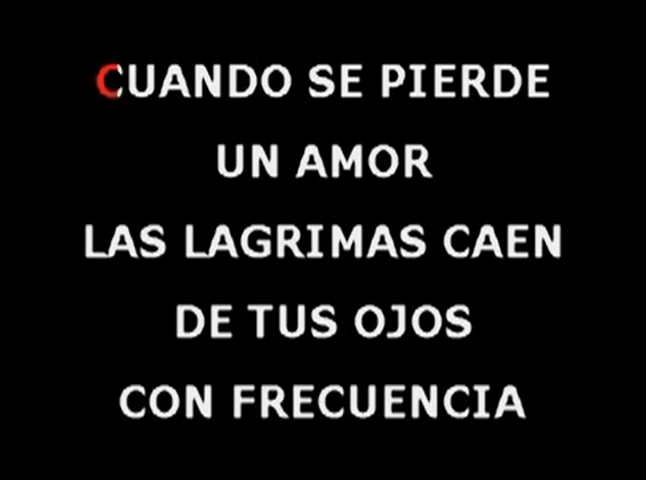 CUANDO SE PIERDE
UN AMOR
LAS LAGRIMAS CAEN
DE TUS OJOS
CON FRECUENCIA